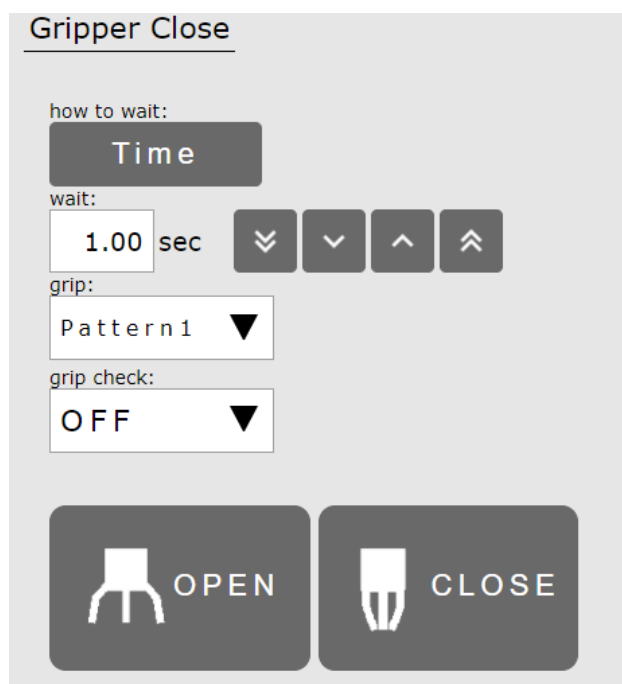 Gripper Close
how to wait:
Time
wait:
1.00 sec
grip:
Pattern1
grip check:
OFF
OPEN CLOSE